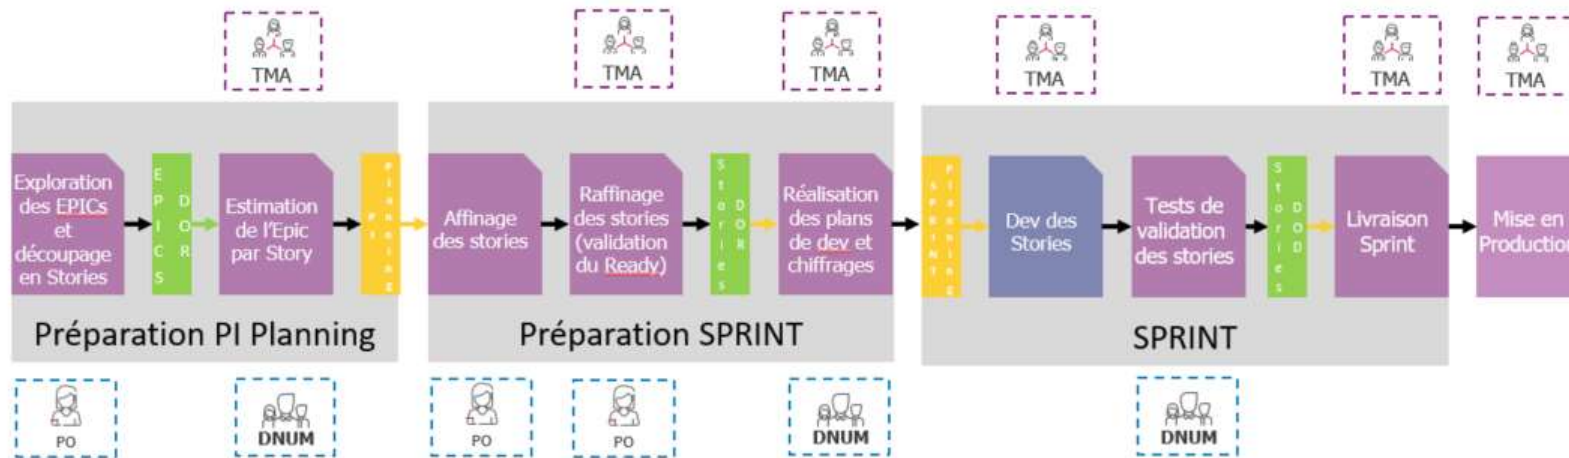 TMA
TMA
TMA
TMA
TMA
TMA
Exploration
des EPICs
et
découpage
en Stories
EPICS
DOR
Estimation
de l'Epic
par Story
PI
Planning
Affinage
des stories
Raffinage
des stories
(validation
du Ready)
Stories
DOR
Réalisation
des plans
de dev et
chiffrages
SPRINT
Planning
Dev des
Stories
Tests de
validation
des stories
Stories
DOD
Livraison
Sprint
Mise en
Production
Préparation PI Planning
Préparation SPRINT
SPRINT
PO
DNUM
PO
PO
DNUM
DNUM